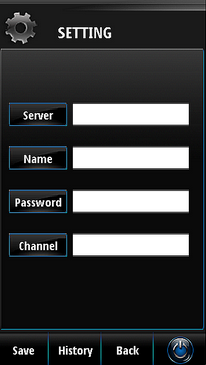 SETTING
Server
Name
Password
Channel
Save History Back